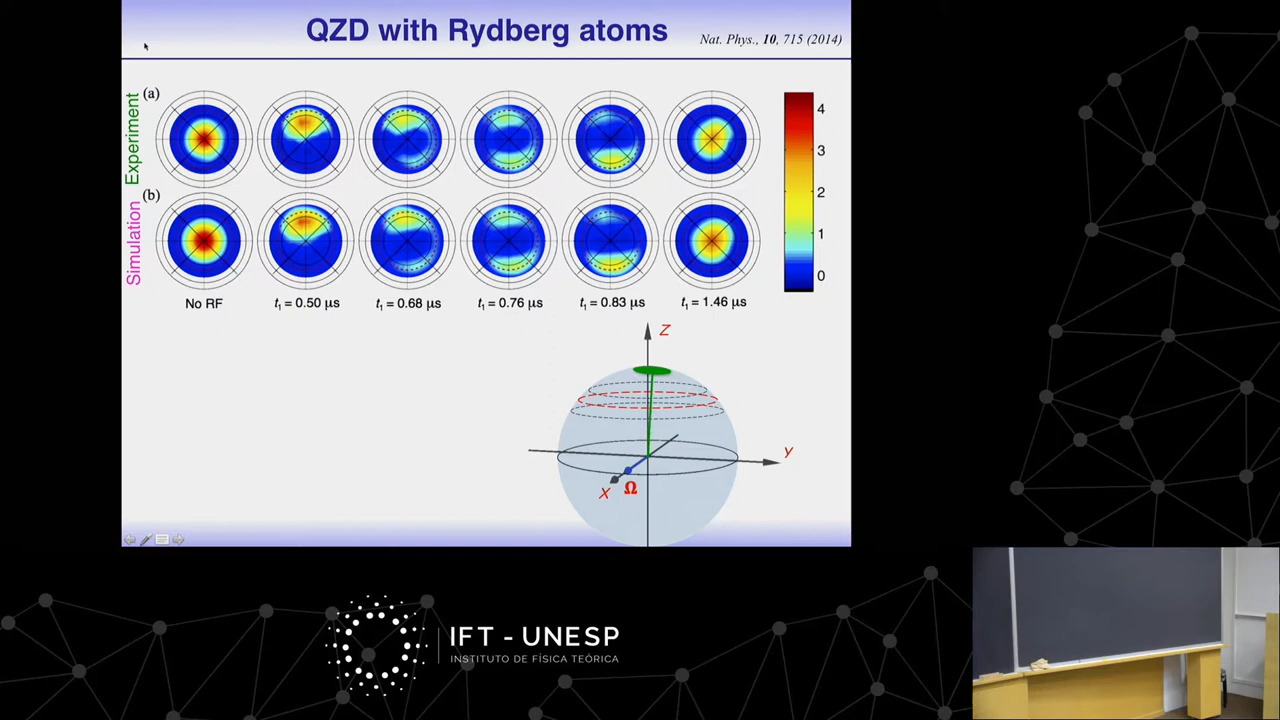 QZD with Rydberg atoms
Nat. Phys., 10, 715 (2014)
Experiment
(a)
4
3
2
1
0
Simulation
(b)
No RF
t₁ = 0.50 μs
t₁ = 0.68 μs
t₁ = 0.76 μs
t₁ = 0.83 μs
t₁ = 1.46 μs
Z
y
x
Ω
IFT - UNESP
INSTITUTO DE FÍSICA TEÓRICA